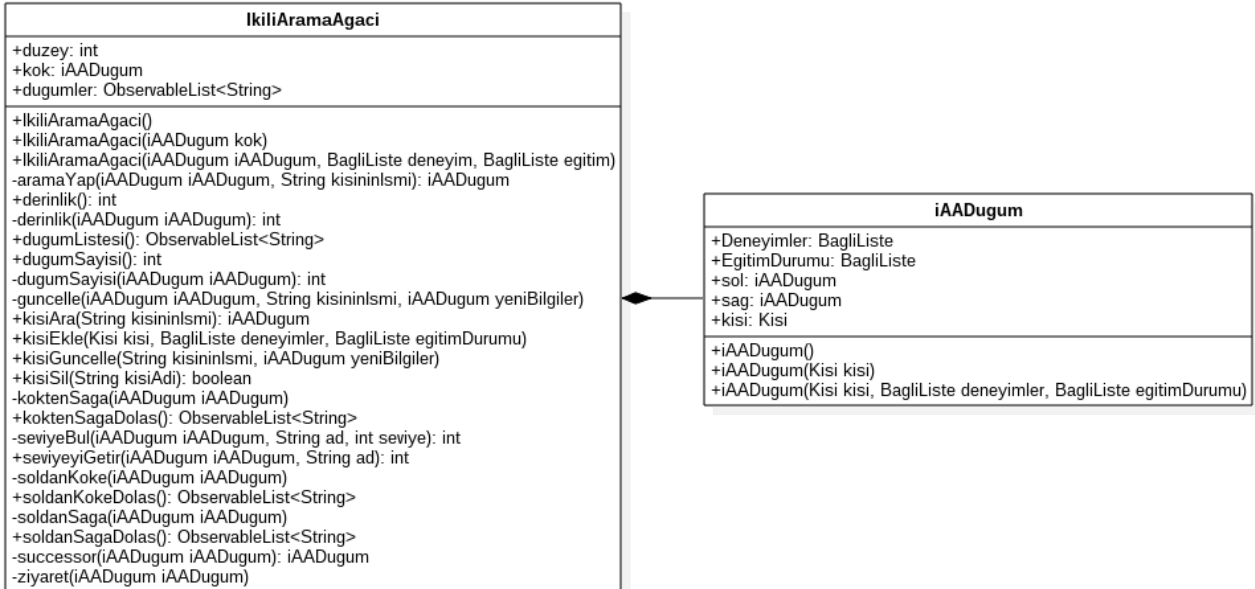 IkiliAramaAgaci
+duzey: int
+kok: iAADugum
+dugumler: ObservableList<String>
+IkiliAramaAgaci()
+IkiliAramaAgaci(iAADugum kok)
+IkiliAramaAgaci(iAADugum iAADugum, BagliListe deneyim, BagliListe egitim)
-aramaYap(iAADugum iAADugum, String kisininIsmi): iAADugum
+derinlik(): int
-derinlik(iAADugum iAADugum): int
+dugumListesi(): ObservableList<String>
+dugumSayisi(): int
-dugumSayisi(iAADugum iAADugum): int
-guncelle(iAADugum iAADugum, String kisininIsmi, iAADugum yeniBilgiler)
+kisiAra(String kisininIsmi): iAADugum
+kisiEkle(Kisi kisi, BagliListe deneyimler, BagliListe egitimDurumu)
+kisiGuncelle(String kisininIsmi, iAADugum yeniBilgiler)
+kisiSil(String kisiAdi): boolean
-koktenSaga(iAADugum iAADugum)
+koktenSagaDolas(): ObservableList<String>
-seviyeBul(iAADugum iAADugum, String ad, int seviye): int
+seviyeyiGetir(iAADugum iAADugum, String ad): int
-soldanKoke(iAADugum iAADugum)
+soldanKokeDolas(): ObservableList<String>
-soldanSaga(iAADugum iAADugum)
+soldanSagaDolas(): ObservableList<String>
-successor(iAADugum iAADugum): iAADugum
-ziyaret(iAADugum iAADugum)
iAADugum
+Deneyimler: BagliListe
+EgitimDurumu: BagliListe
+sol: iAADugum
+sag: iAADugum
+kisi: Kisi
+iAADugum()
+iAADugum(Kisi kisi)
+iAADugum(Kisi kisi, BagliListe deneyimler, BagliListe egitimDurumu)